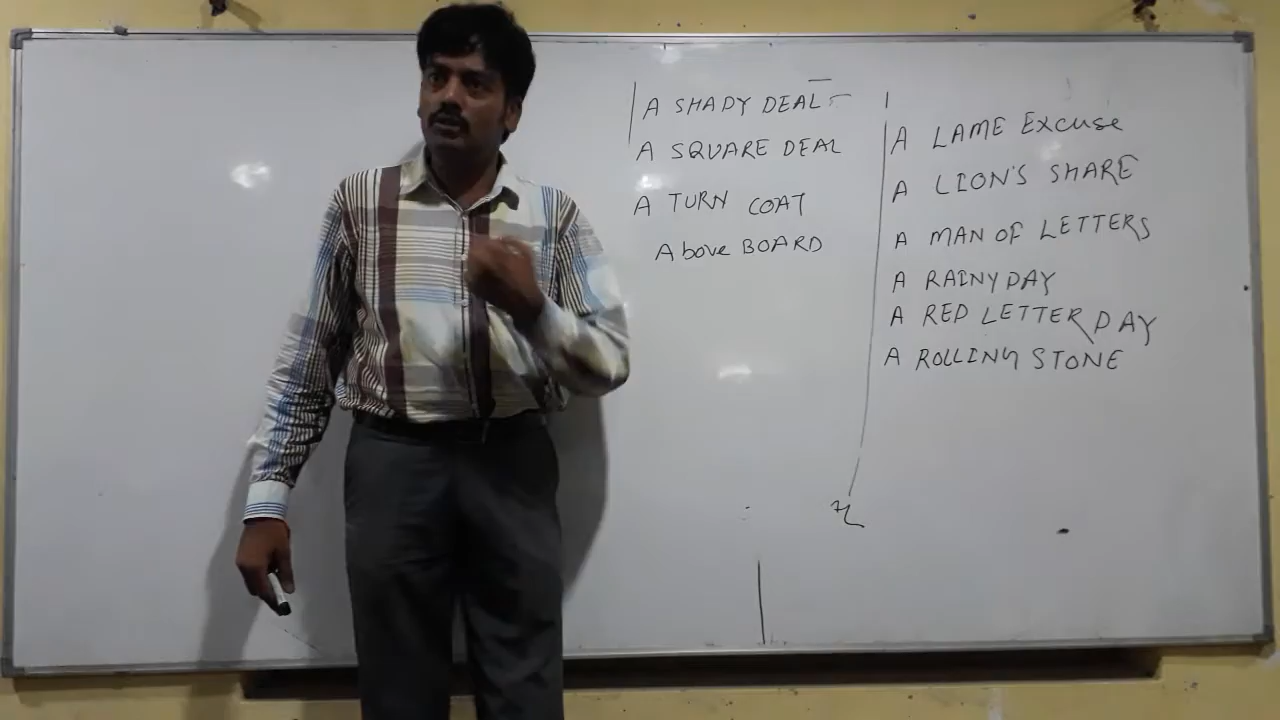 A SHADY DEAL
A SQUARE DEAL
A TURN COAT
Above BOARD
A LAME Excuse
A LION'S SHARE
A MAN OF LETTERS
A RAINY DAY
A RED LETTER DAY
A ROLLING STONE